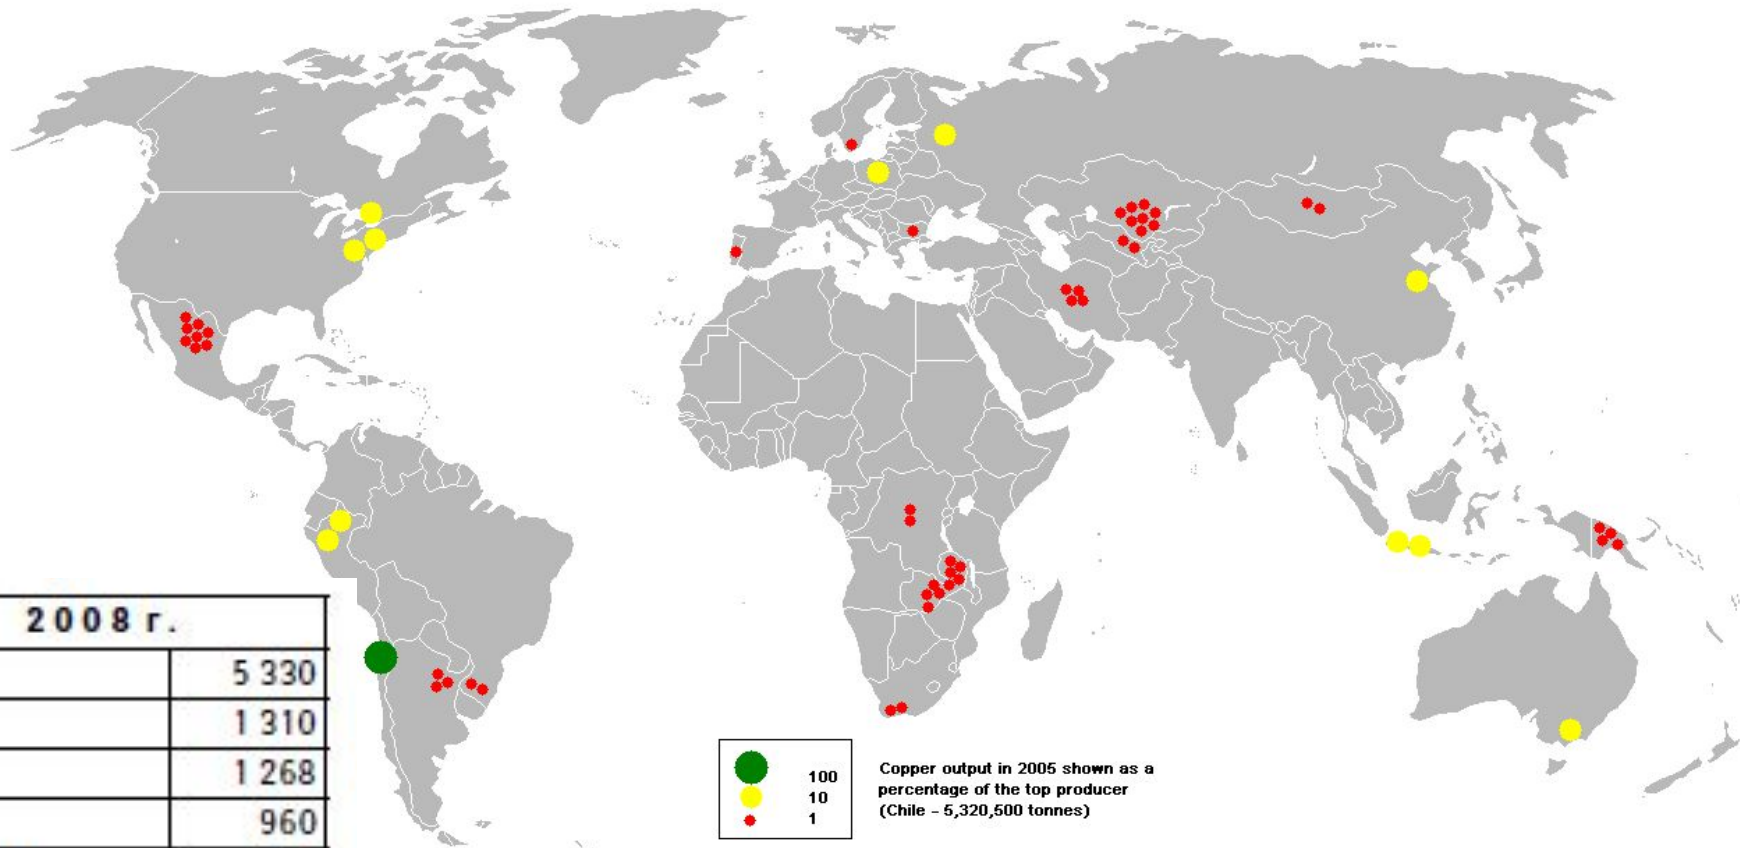 2008 г.
5 330
1 310
1 268
960
100
10
1
Copper output in 2005 shown as a
percentage of the top producer
(Chile - 5,320,500 tonnes)